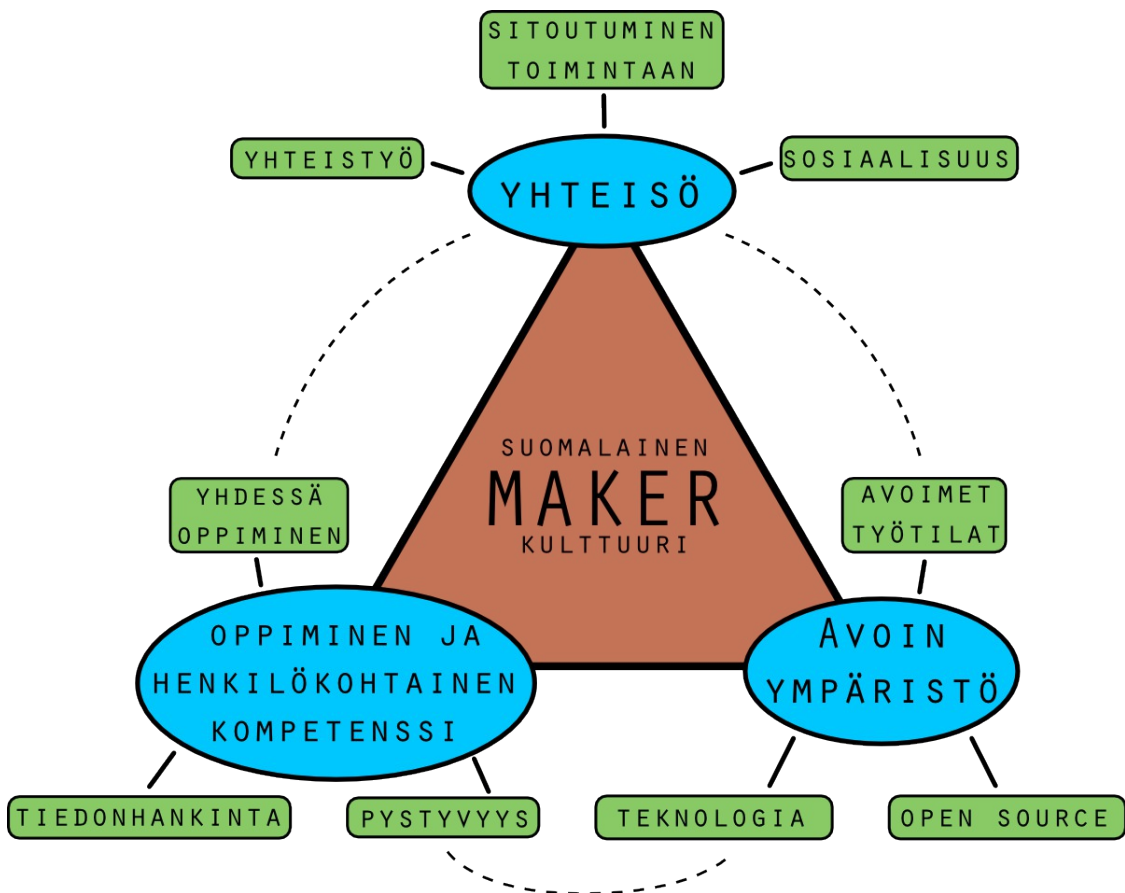 SITOUTUMINEN
TOIMINTAAN
YHTEISTYÖ
SOSIAALISUUS
YHTEISÖ
SUOMALAINEN
MAKER
KULTTUURI
YHDESSÄ
OPPIMINEN
AVOIMET
TYÖTILAT
OPPIMINEN JA
HENKILÖKOHTAINEN
KOMPETENSSI
AVOIN
YMPÄRISTÖ
TIEDONHANKINTA
PYSTYVYYS
TEKNOLOGIA
OPEN SOURCE